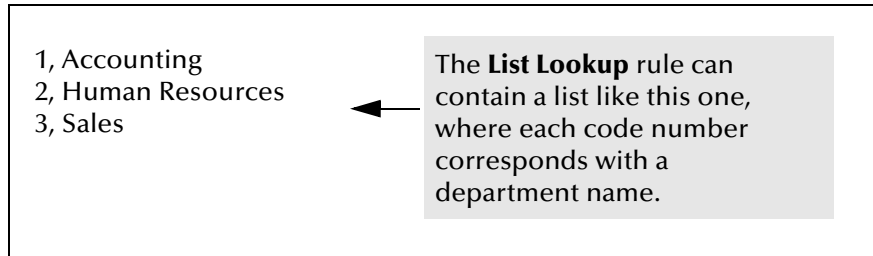 1, Accounting
2, Human Resources
3, Sales
The List Lookup rule can
contain a list like this one,
where each code number
corresponds with a
department name.